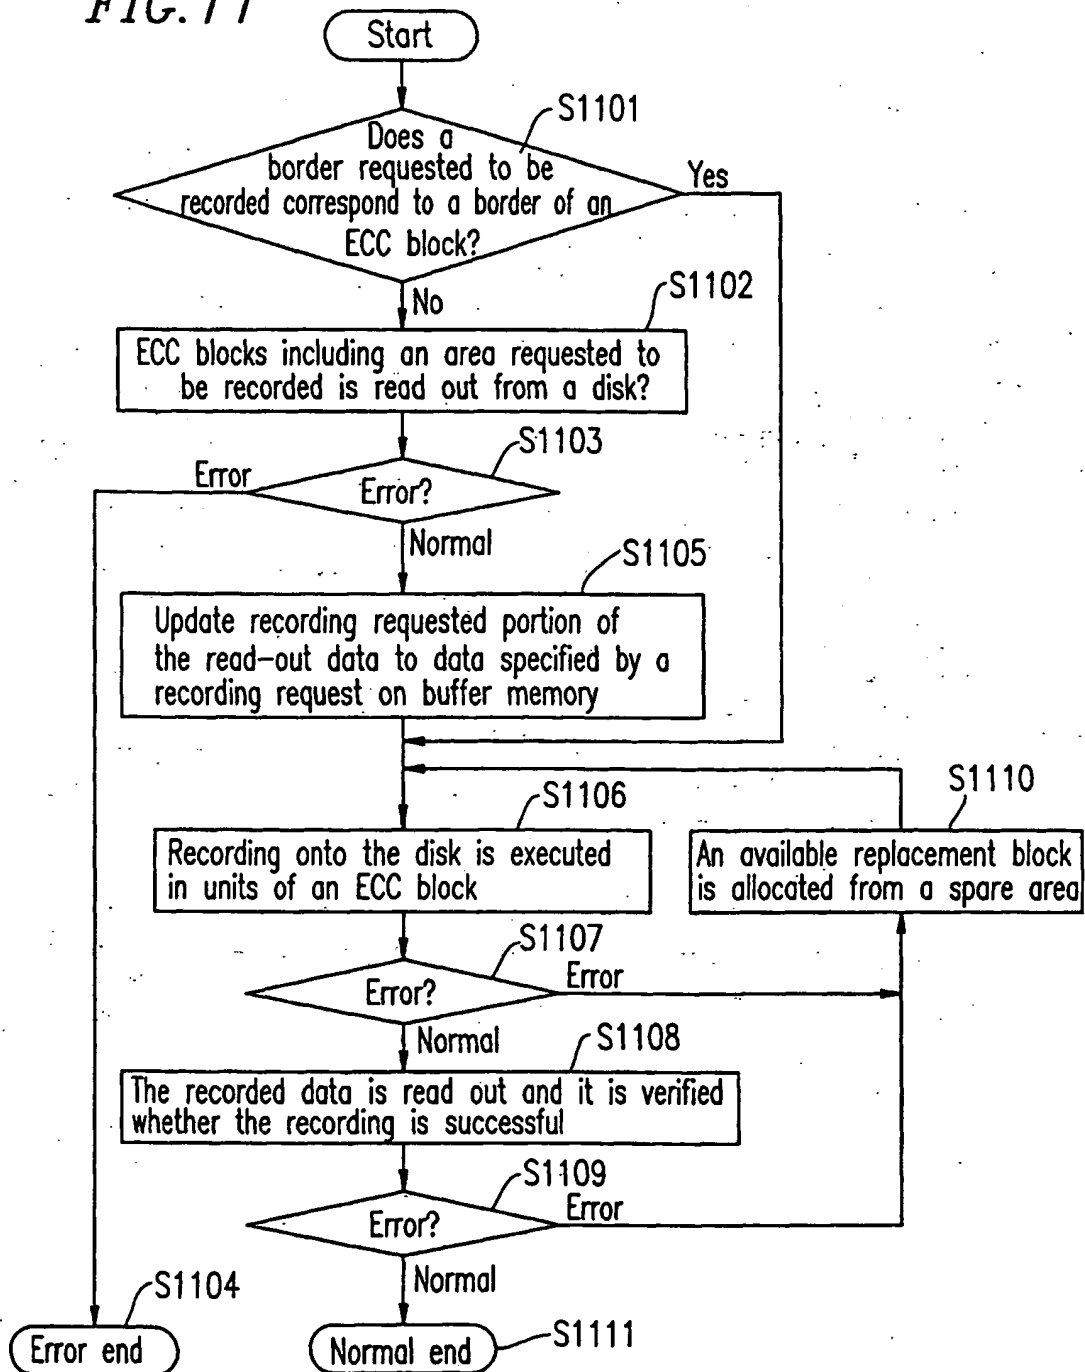 FIG. 11
Start
S1101
Does a
border requested to be
recorded correspond to a border of an
ECC block?
Yes
No
S1102
ECC blocks including an area requested to
be recorded is read out from a disk?
S1103
Error
Error?
Normal
S1105
Update recording requested portion of
the read-out data to data specified by a
recording request on buffer memory
S1106
S1110
Recording onto the disk is executed
in units of an ECC block
An available replacement block
is allocated from a spare area
S1107
Error?
Error
Normal
S1108
The recorded data is read out and it is verified
whether the recording is successful
S1109
Error?
Error
Normal
S1104
Error end
Normal end
S1111